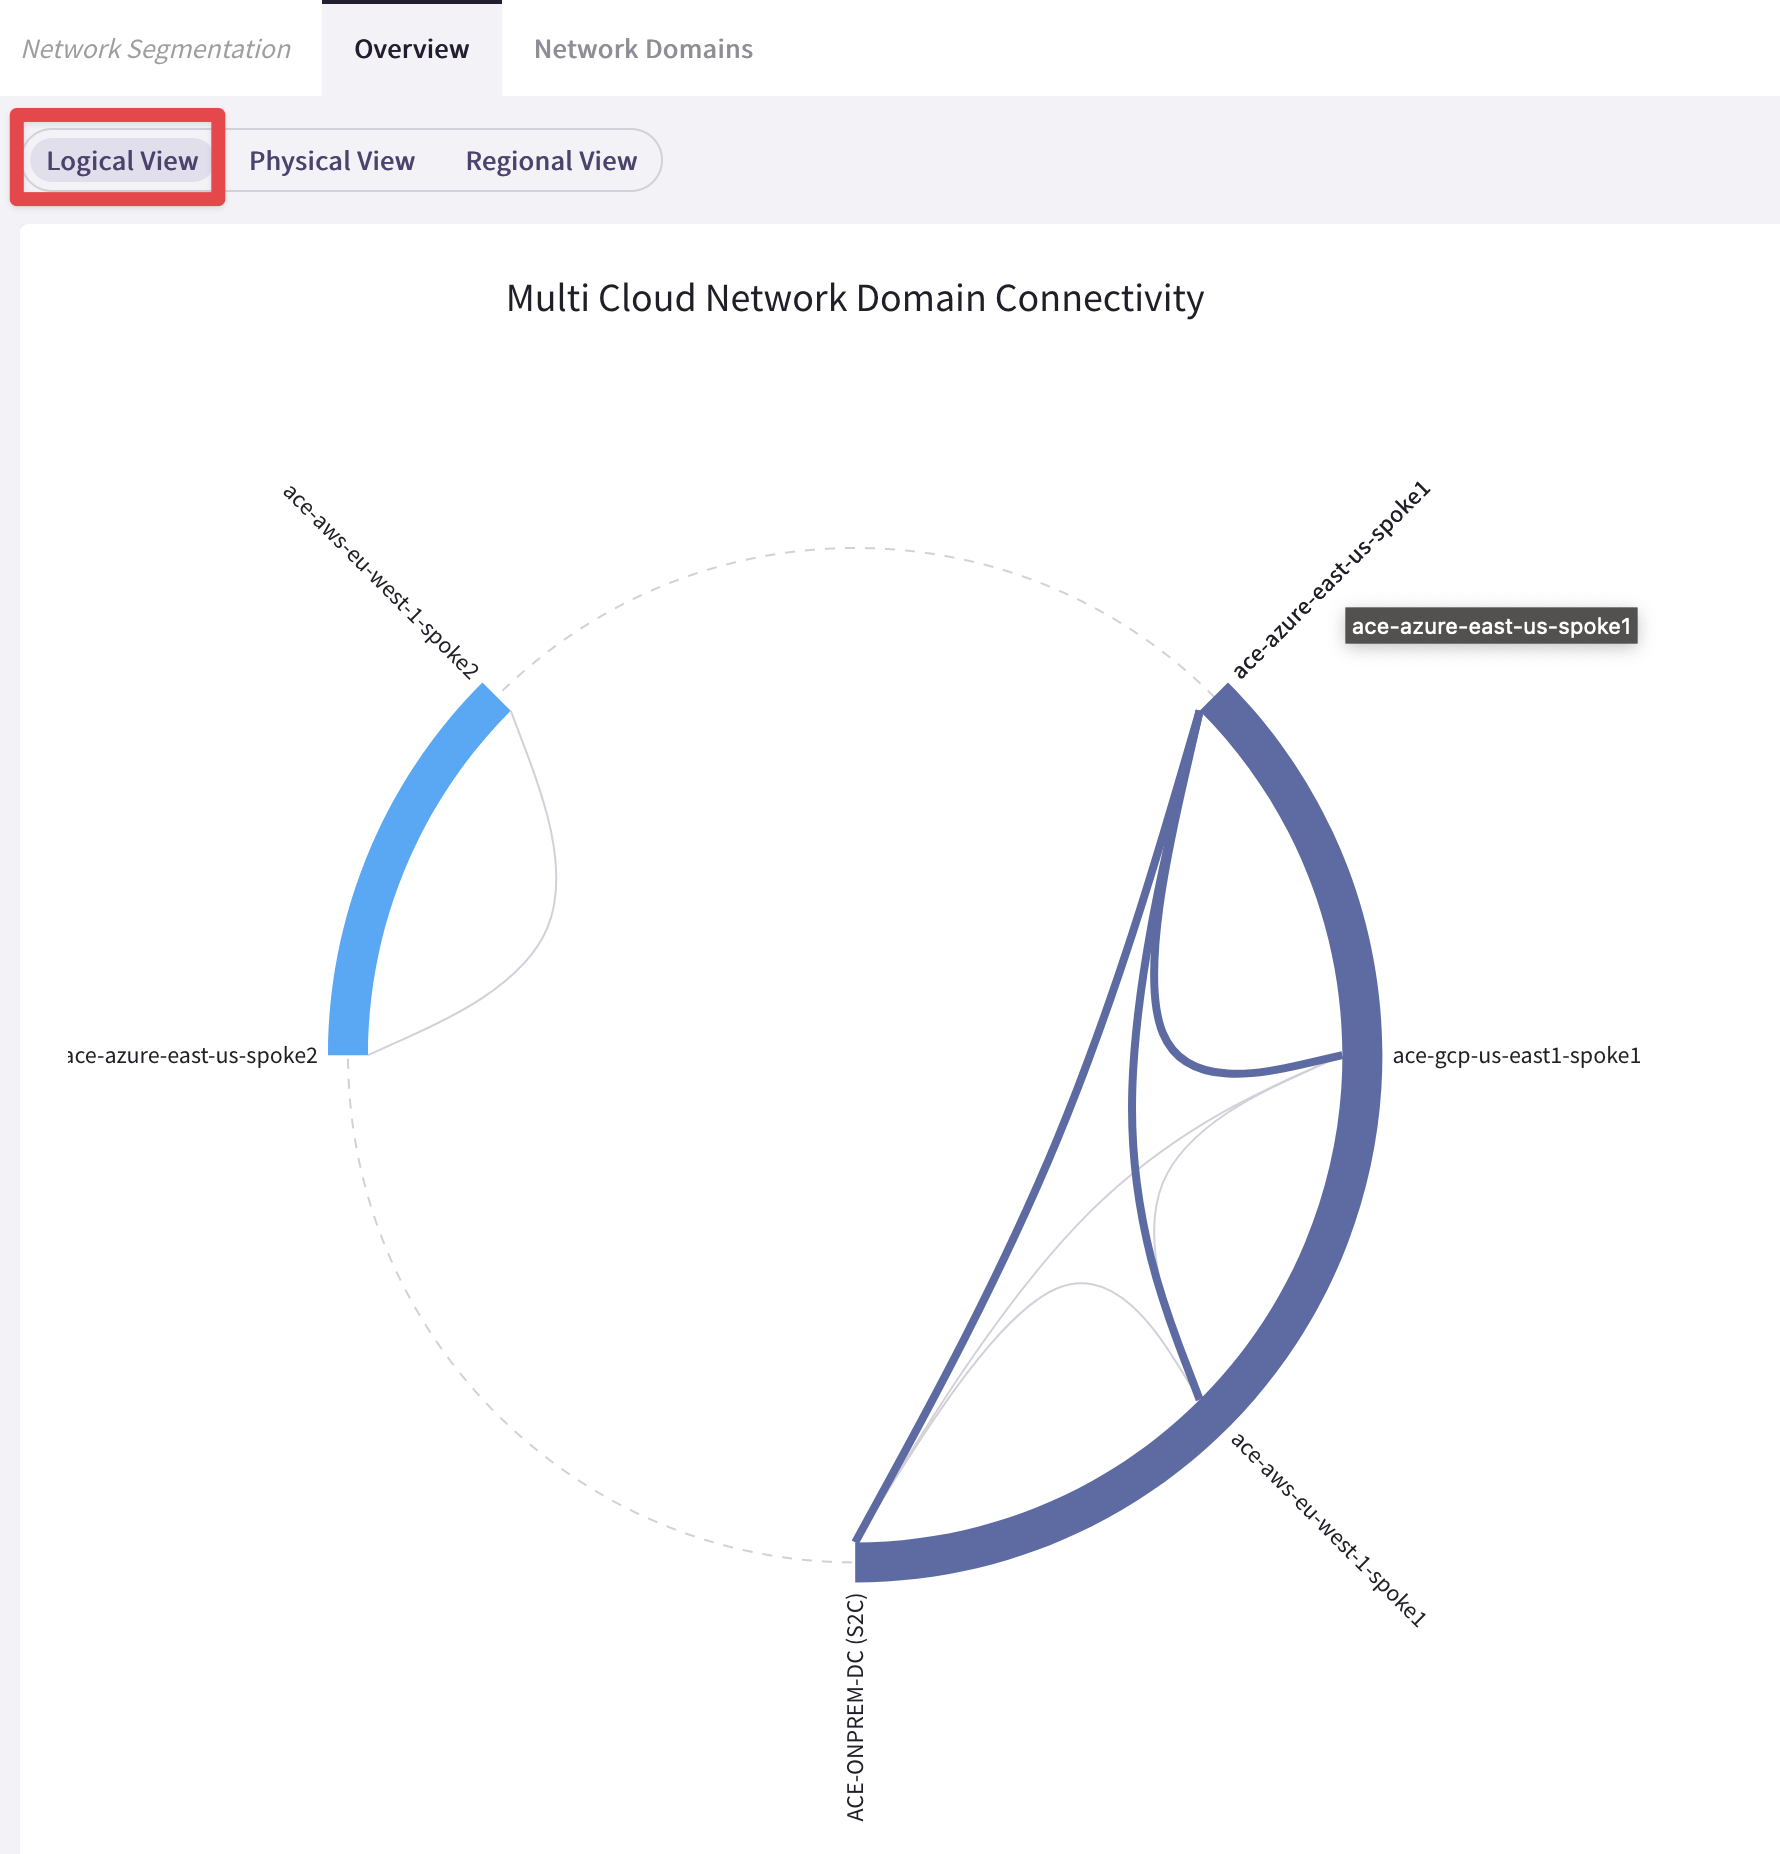 Network Segmentation
Overview
Network Domains
Logical View
Physical View
Regional View
Multi Cloud Network Domain Connectivity
ace-aws-eu-west-1-spoke2
ace-azure-east-us-spoke1
ace-azure-east-us-spoke1
ace-azure-east-us-spoke2
ace-gcp-us-east1-spoke1
ace-aws-eu-west-1-spoke1
ACE-ONPREM-DC (S2C)